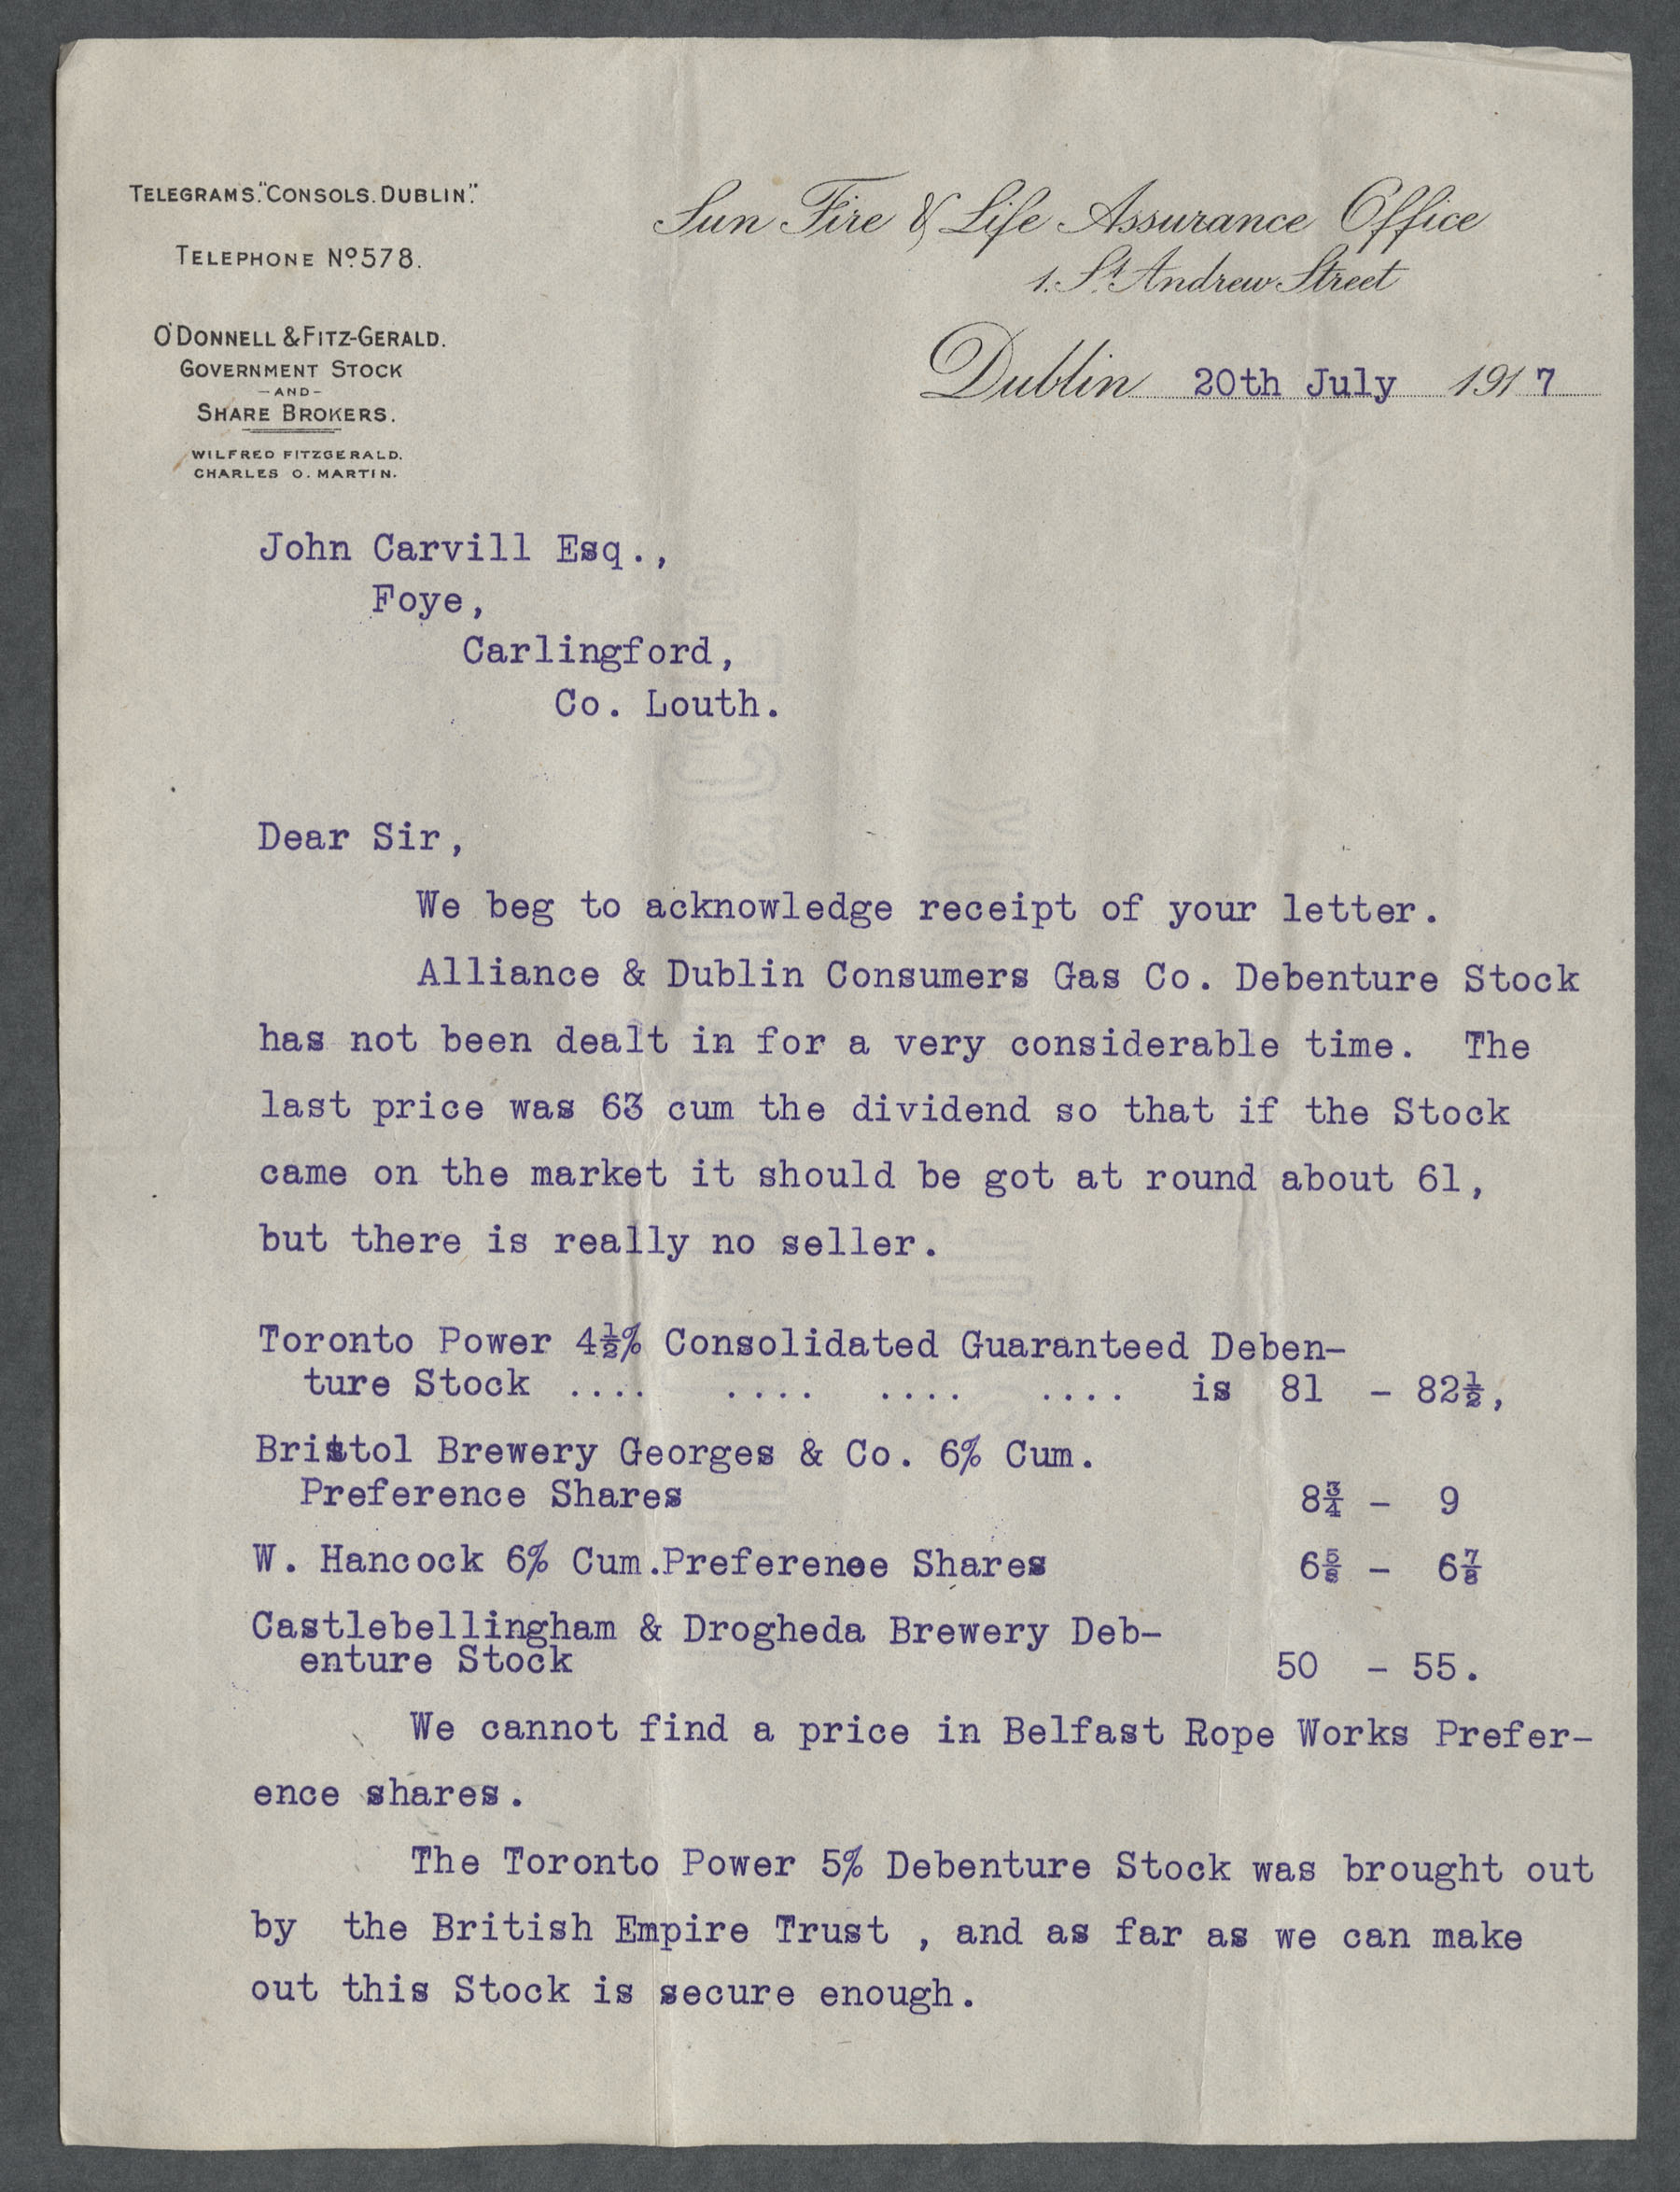 TELEGRAMS. "CONSOLS. DUBLIN."
TELEPHONE Nº 578.
O'DONNELL & FITZ-GERALD.
GOVERNMENT STOCK
-AND-
SHARE BROKERS.
WILFRED FITZGERALD.
CHARLES O. MARTIN.
Sun Fire & Life Assurance Office
1. St. Andrew Street
Dublin 20th July 1917
John Carvill Esq.,
Foye,
Carlingford,
Co. Louth.
Dear Sir,
We beg to acknowledge receipt of your letter.
Alliance & Dublin Consumers Gas Co. Debenture Stock
has not been dealt in for a very considerable time. The
last price was 63 cum the dividend so that if the Stock
came on the market it should be got at round about 61,
but there is really no seller.
Toronto Power 4½% Consolidated Guaranteed Deben-
ture Stock .... .... .... .... is 81 - 82½,
Bristol Brewery Georges & Co. 6% Cum.
Preference Shares 8¾ - 9
W. Hancock 6% Cum.Preference Shares 6⅝ - 6⅞
Castlebellingham & Drogheda Brewery Deb-
enture Stock 50 - 55.
We cannot find a price in Belfast Rope Works Prefer-
ence shares.
The Toronto Power 5% Debenture Stock was brought out
by the British Empire Trust , and as far as we can make
out this Stock is secure enough.